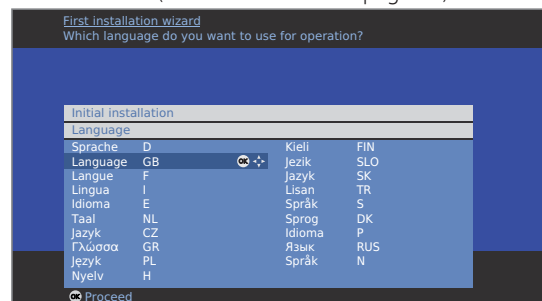 First installation wizard
Which language do you want to use for operation?
Initial installation
Language
Sprache D Kieli FIN
Language GB OK Jezik SLO
Langue F Jazyk SK
Lingua I Lisan TR
Idioma E Språk S
Taal NL Sprog DK
Jazyk CZ Idioma P
Γλώσσα GR Язык RUS
Język PL Språk N
Nyelv H
OK Proceed